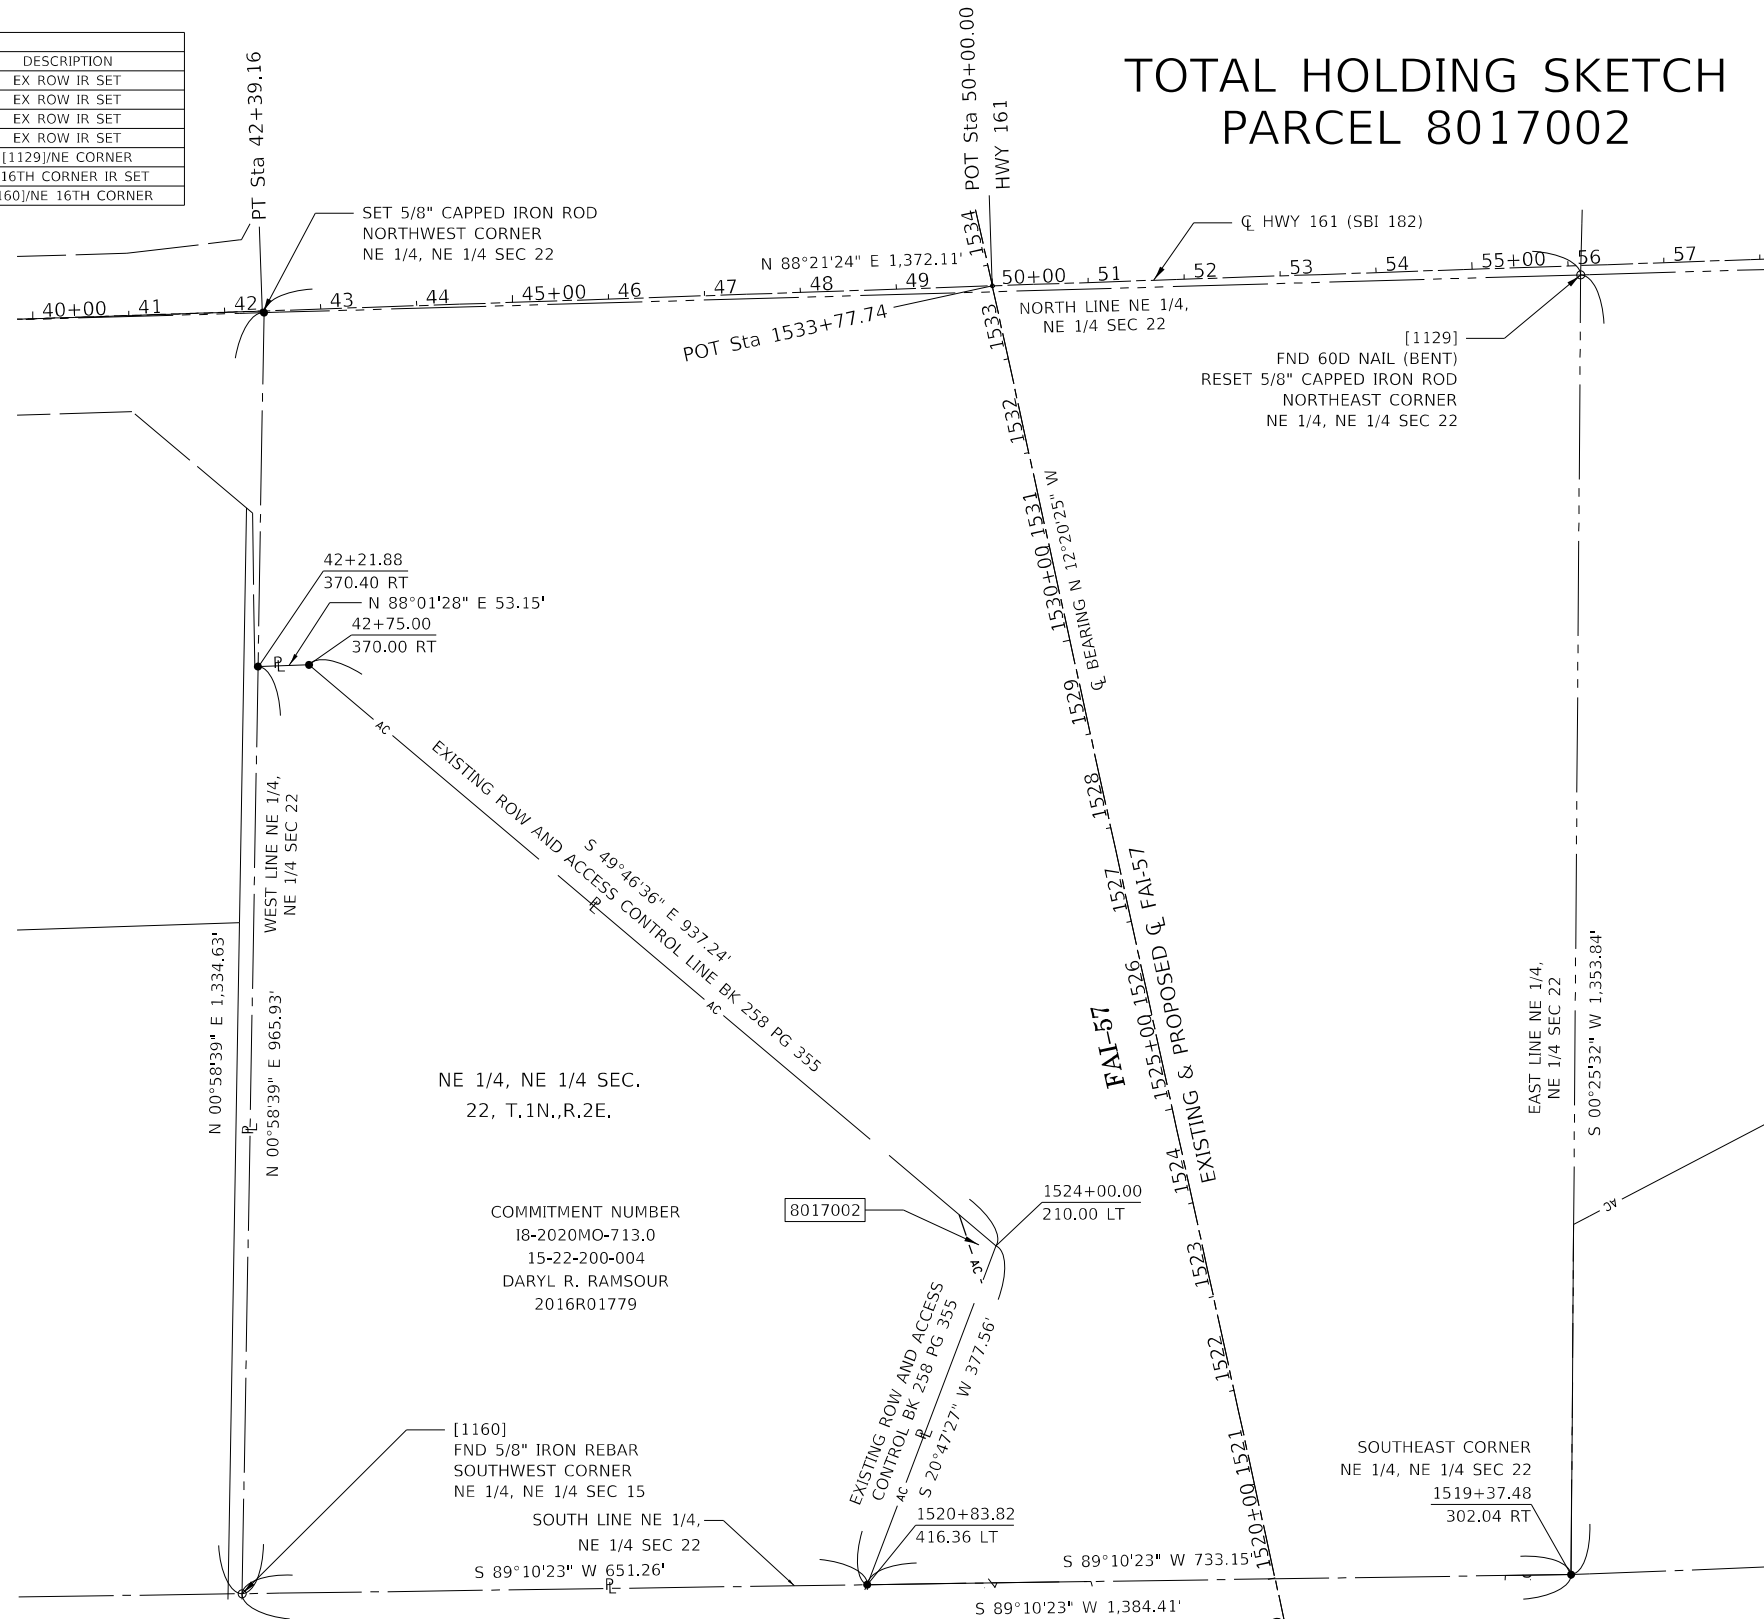 TOTAL HOLDING SKETCH
PARCEL 8017002
DESCRIPTION
EX ROW IR SET
EX ROW IR SET
EX ROW IR SET
EX ROW IR SET
[1129]/NE CORNER
16TH CORNER IR SET
160]/NE 16TH CORNER
PT Sta 42+39.16
SET 5/8" CAPPED IRON ROD
NORTHWEST CORNER
NE 1/4, NE 1/4 SEC 22
POT Sta 50+00.00
HWY 161
℄ HWY 161 (SBI 182)
N 88°21'24" E 1,372.11'
40+00
41
42
43
44
45+00
46
47
48
49
50+00
51
52
53
54
55+00
56
57
POT Sta 1533+77.74
NORTH LINE NE 1/4,
NE 1/4 SEC 22
[1129]
FND 60D NAIL (BENT)
RESET 5/8" CAPPED IRON ROD
NORTHEAST CORNER
NE 1/4, NE 1/4 SEC 22
1534
1533
1532
1531
1530+00
1529
1528
1527
1526
1525+00
1524
1523
1522
1521
1520+00
℄ BEARING N 12°20'25" W
42+21.88
370.40 RT
N 88°01'28" E 53.15'
42+75.00
370.00 RT
PL
AC
WEST LINE NE 1/4,
NE 1/4 SEC 22
EXISTING ROW AND ACCESS CONTROL LINE BK 258 PG 355
S 49°46'36" E 937.24'
PL
AC
EXISTING & PROPOSED ℄ FAI-57
FAI-57
N 00°58'39" E 1,334.63'
N 00°58'39" E 965.93'
PL
EAST LINE NE 1/4,
NE 1/4 SEC 22
S 00°25'32" W 1,353.84'
AC
NE 1/4, NE 1/4 SEC.
22, T.1N.,R.2E.
COMMITMENT NUMBER
I8-2020MO-713.0
15-22-200-004
DARYL R. RAMSOUR
2016R01779
8017002
1524+00.00
210.00 LT
AC
EXISTING ROW AND ACCESS
CONTROL BK 258 PG 355
PL
AC
S 20°47'27" W 377.56'
[1160]
FND 5/8" IRON REBAR
SOUTHWEST CORNER
NE 1/4, NE 1/4 SEC 15
SOUTH LINE NE 1/4,
NE 1/4 SEC 22
S 89°10'23" W 651.26'
PL
1520+83.82
416.36 LT
S 89°10'23" W 733.15'
S 89°10'23" W 1,384.41'
SOUTHEAST CORNER
NE 1/4, NE 1/4 SEC 22
1519+37.48
302.04 RT